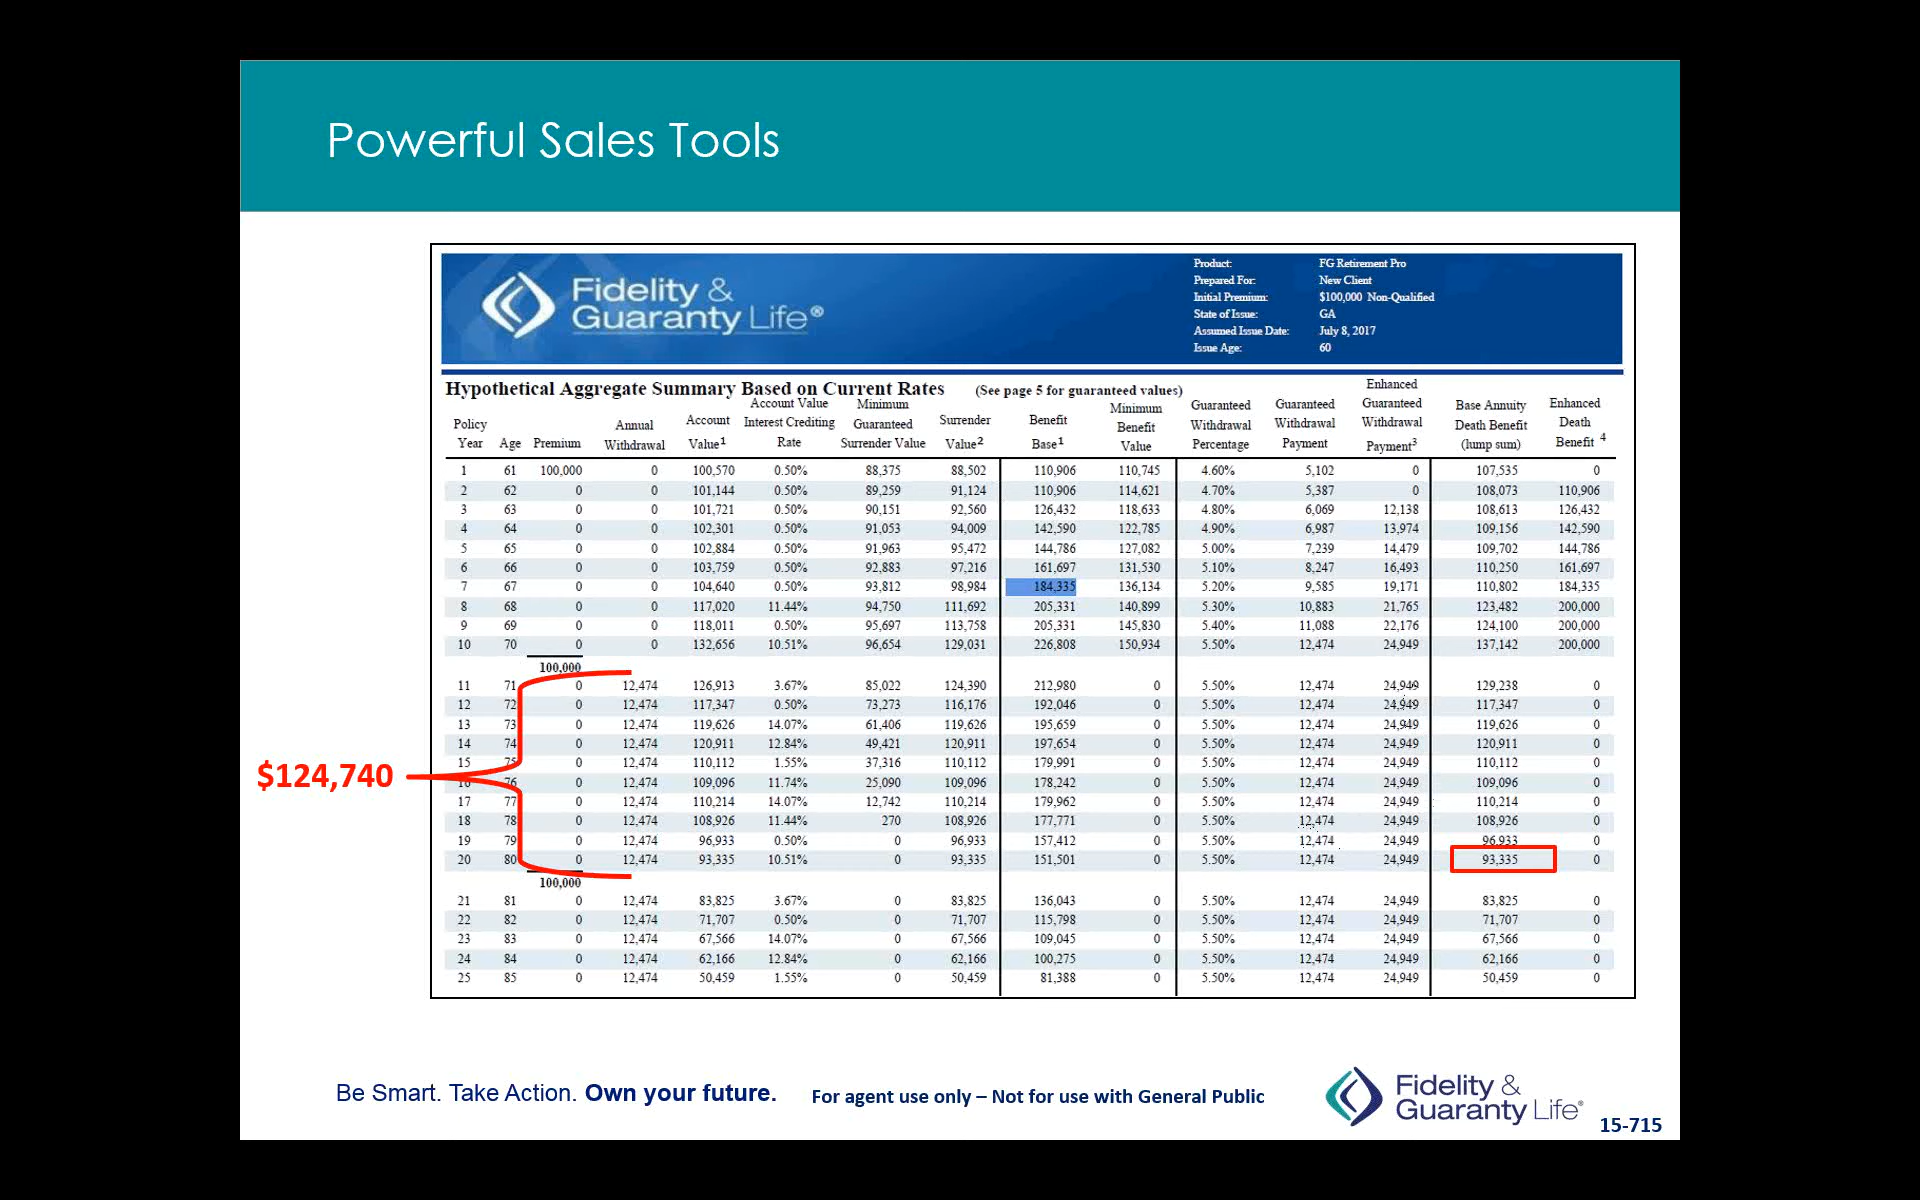 Powerful Sales Tools
Fidelity &
Guaranty Life®
Product: FG Retirement Pro
Prepared For: New Client
Initial Premium: $100,000 Non-Qualified
State of Issue: GA
Assumed Issue Date: July 8, 2017
Issue Age: 60
Hypothetical Aggregate Summary Based on Current Rates (See page 5 for guaranteed values)
Policy Year Age Premium Annual Withdrawal Account Value1 Account Value Interest Crediting Rate Minimum Guaranteed Surrender Value Surrender Value2 Benefit Base1 Minimum Benefit Value Guaranteed Withdrawal Percentage Guaranteed Withdrawal Payment Enhanced Guaranteed Withdrawal Payment3 Base Annuity Death Benefit (lump sum) Enhanced Death Benefit 4
1 61 100,000 0 100,570 0.50% 88,375 88,502 110,906 110,745 4.60% 5,102 0 107,535 0
2 62 0 0 101,144 0.50% 89,259 91,124 110,906 114,621 4.70% 5,387 0 108,073 110,906
3 63 0 0 101,721 0.50% 90,151 92,560 126,432 118,633 4.80% 6,069 12,138 108,613 126,432
4 64 0 0 102,301 0.50% 91,053 94,009 142,590 122,785 4.90% 6,987 13,974 109,156 142,590
5 65 0 0 102,884 0.50% 91,963 95,472 144,786 127,082 5.00% 7,239 14,479 109,702 144,786
6 66 0 0 103,759 0.50% 92,883 97,216 161,697 131,530 5.10% 8,247 16,493 110,250 161,697
7 67 0 0 104,640 0.50% 93,812 98,984 184,335 136,134 5.20% 9,585 19,171 110,802 184,335
8 68 0 0 117,020 11.44% 94,750 111,692 205,331 140,899 5.30% 10,883 21,765 123,482 200,000
9 69 0 0 118,011 0.50% 95,697 113,758 205,331 145,830 5.40% 11,088 22,176 124,100 200,000
10 70 0 0 132,656 10.51% 96,654 129,031 226,808 150,934 5.50% 12,474 24,949 137,142 200,000
100,000
11 71 0 12,474 126,913 3.67% 85,022 124,390 212,980 0 5.50% 12,474 24,949 129,238 0
12 72 0 12,474 117,347 0.50% 73,273 116,176 192,046 0 5.50% 12,474 24,949 117,347 0
13 73 0 12,474 119,626 14.07% 61,406 119,626 195,659 0 5.50% 12,474 24,949 119,626 0
14 74 0 12,474 120,911 12.84% 49,421 120,911 197,654 0 5.50% 12,474 24,949 120,911 0
15 75 0 12,474 110,112 1.55% 37,316 110,112 179,991 0 5.50% 12,474 24,949 110,112 0
$124,740
16 76 0 12,474 109,096 11.74% 25,090 109,096 178,242 0 5.50% 12,474 24,949 109,096 0
17 77 0 12,474 110,214 14.07% 12,742 110,214 179,962 0 5.50% 12,474 24,949 110,214 0
18 78 0 12,474 108,926 11.44% 270 108,926 177,771 0 5.50% 12,474 24,949 108,926 0
19 79 0 12,474 96,933 0.50% 0 96,933 157,412 0 5.50% 12,474 24,949 96,933 0
20 80 0 12,474 93,335 10.51% 0 93,335 151,501 0 5.50% 12,474 24,949 93,335 0
100,000
21 81 0 12,474 83,825 3.67% 0 83,825 136,043 0 5.50% 12,474 24,949 83,825 0
22 82 0 12,474 71,707 0.50% 0 71,707 115,798 0 5.50% 12,474 24,949 71,707 0
23 83 0 12,474 67,566 14.07% 0 67,566 109,045 0 5.50% 12,474 24,949 67,566 0
24 84 0 12,474 62,166 12.84% 0 62,166 100,275 0 5.50% 12,474 24,949 62,166 0
25 85 0 12,474 50,459 1.55% 0 50,459 81,388 0 5.50% 12,474 24,949 50,459 0
Be Smart. Take Action. Own your future. For agent use only – Not for use with General Public
Fidelity &
Guaranty Life®
15-715